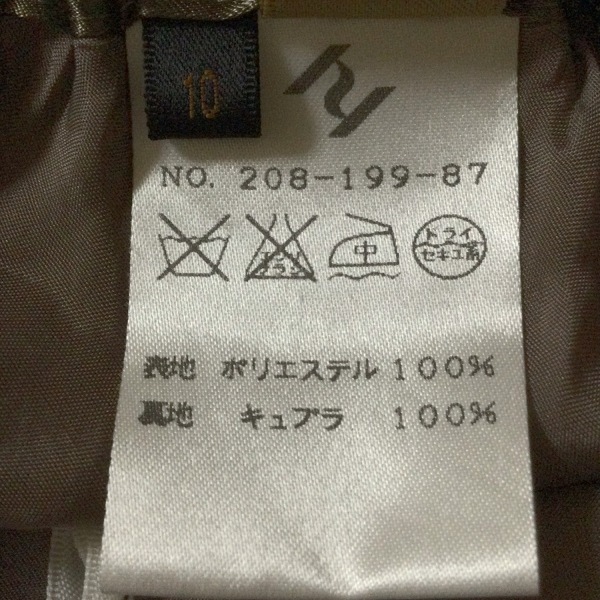 10
NO. 208-199-87
中
ドライ
セキユ系
表地 ポリエステル 100%
裏地 キュプラ 100%